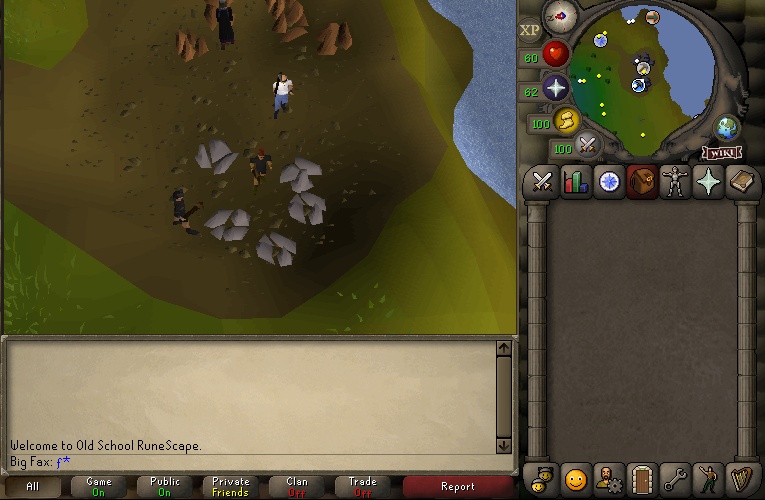 XP
60
62
100
100
WIKI
Welcome to Old School RuneScape.
Big Fax: f*
All
Game
On
Public
On
Private
Friends
Clan
Off
Trade
Off
Report